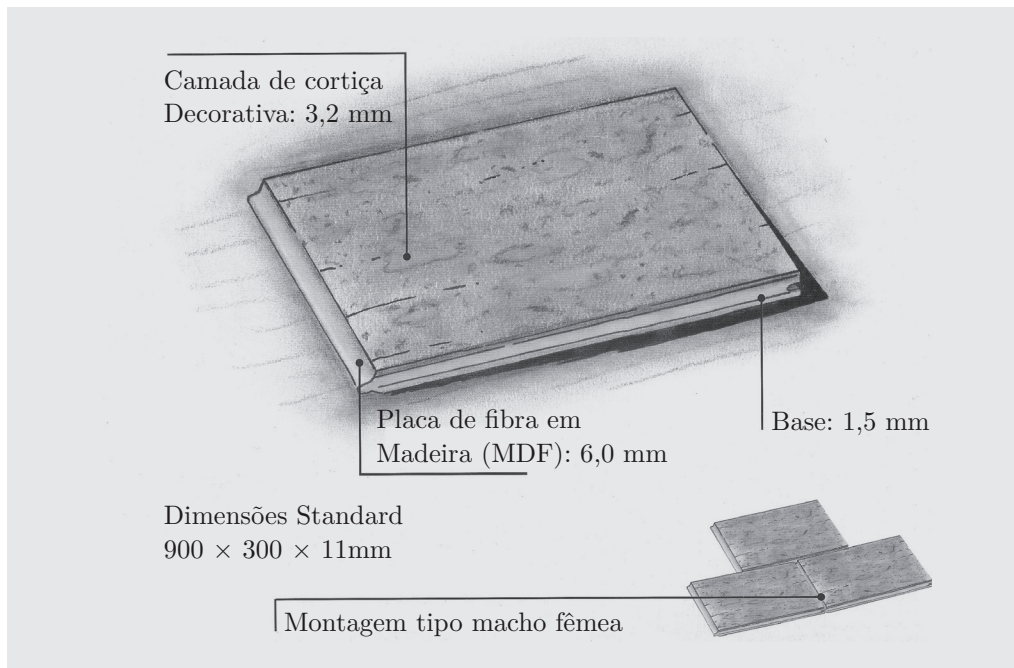 Camada de cortiça
Decorativa: 3,2 mm
Placa de fibra em
Madeira (MDF): 6,0 mm
Base: 1,5 mm
Dimensões Standard
900 × 300 × 11mm
Montagem tipo macho fêmea